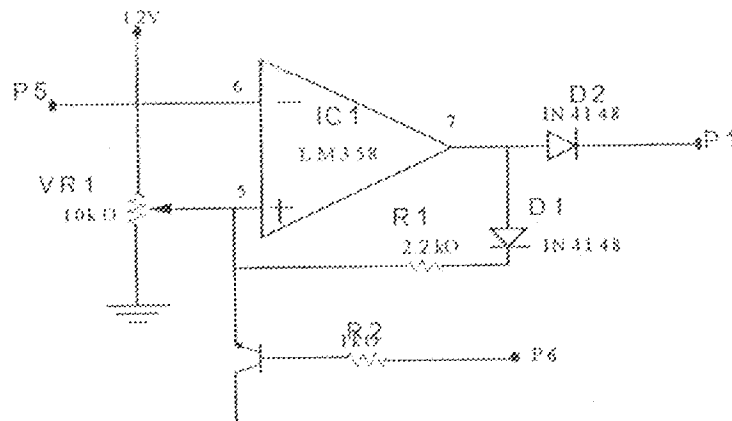 12V
P5
6
IC1
7
D2
IN4148
LM358
P1
VR1
10kΩ
5
R1
2.2kΩ
D1
IN4148
R2
1kΩ
P6